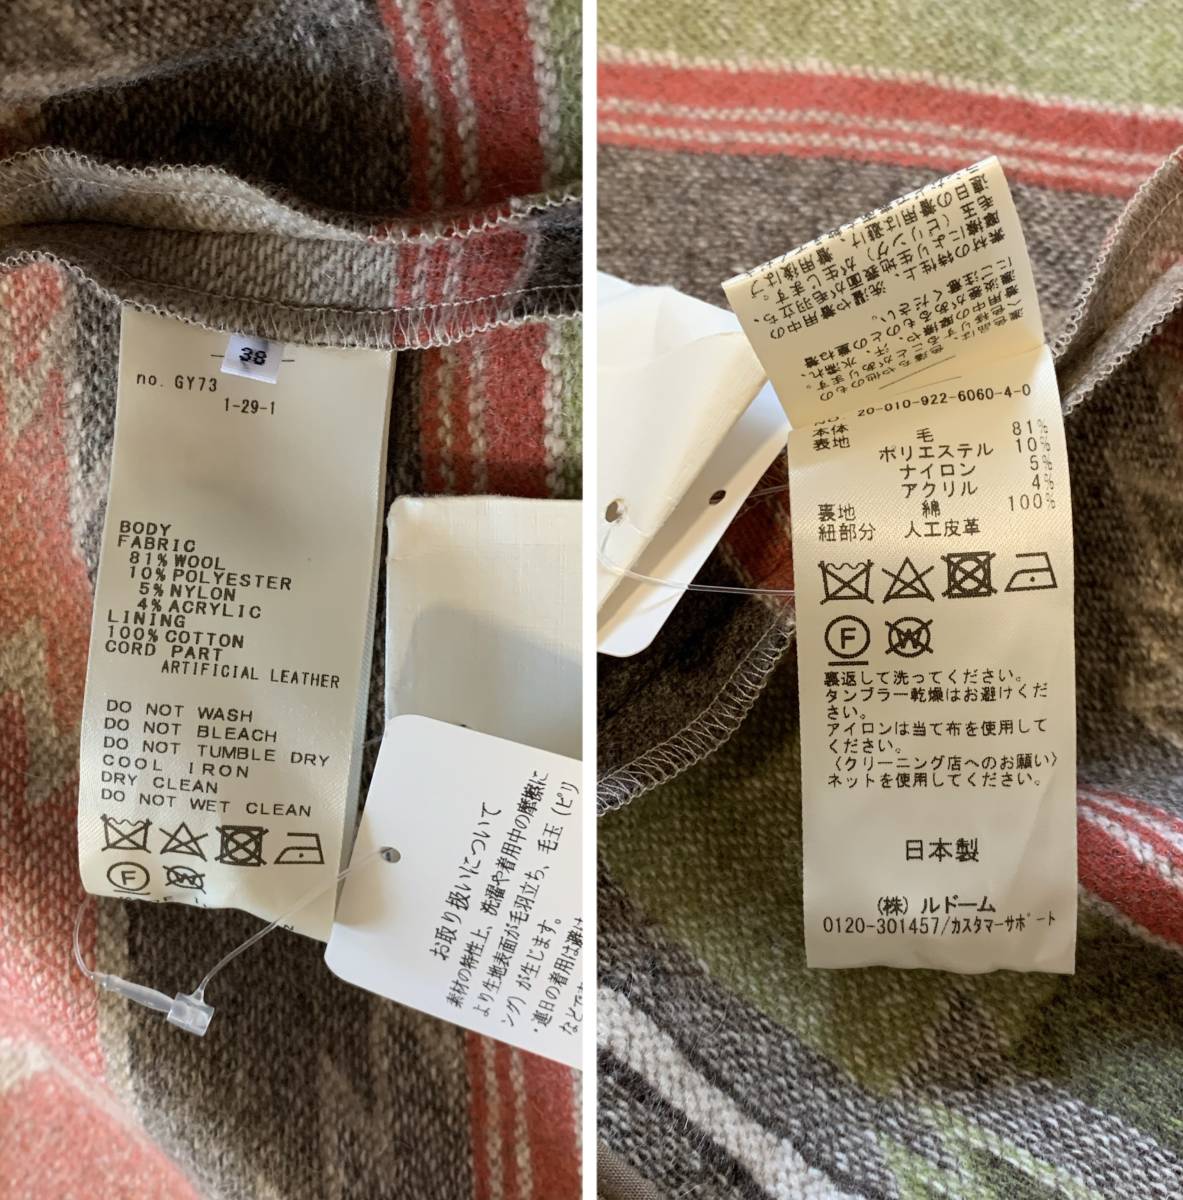 38
no. GY73
1-29-1
BODY
FABRIC
81% WOOL
10% POLYESTER
5% NYLON
4% ACRYLIC
LINING
100% COTTON
CORD PART
ARTIFICIAL LEATHER
DO NOT WASH
DO NOT BLEACH
DO NOT TUMBLE DRY
COOL IRON
DRY CLEAN
DO NOT WET CLEAN
F
W
お取り扱いについて
素材の特性上、洗濯や着用中の摩擦に
より生地表面が毛羽立ち、毛玉（ピリ
ング）が生じます。
・連日の着用は避け
20-010-922-6060-4-0
本体
表地 毛 81%
ポリエステル 10%
ナイロン 5%
アクリル 4%
裏地 綿 100%
紐部分 人工皮革
F
W
裏返して洗ってください。
タンブラー乾燥はお避けくだ
さい。
アイロンは当て布を使用して
ください。
〈クリーニング店へのお願い〉
ネットを使用してください。
日本製
(株) ルドーム
0120-301457/カスタマーサポート